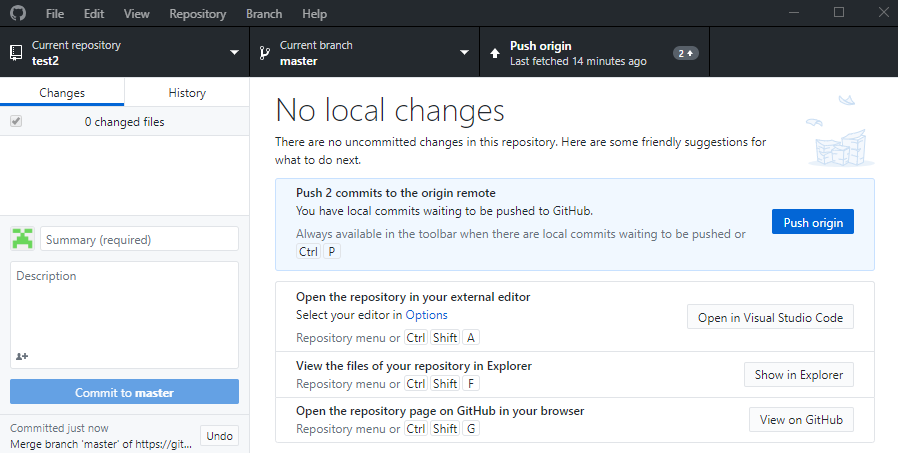 File Edit View Repository Branch Help
Current repository
test2
Current branch
master
Push origin
Last fetched 14 minutes ago
2
Changes History
0 changed files
Summary (required)
Description
Commit to master
Committed just now
Merge branch 'master' of https://git...
Undo
No local changes
There are no uncommitted changes in this repository. Here are some friendly suggestions for
what to do next.
Push 2 commits to the origin remote
You have local commits waiting to be pushed to GitHub.
Always available in the toolbar when there are local commits waiting to be pushed or
Ctrl P
Push origin
Open the repository in your external editor
Select your editor in Options
Repository menu or Ctrl Shift A
Open in Visual Studio Code
View the files of your repository in Explorer
Repository menu or Ctrl Shift F
Show in Explorer
Open the repository page on GitHub in your browser
Repository menu or Ctrl Shift G
View on GitHub